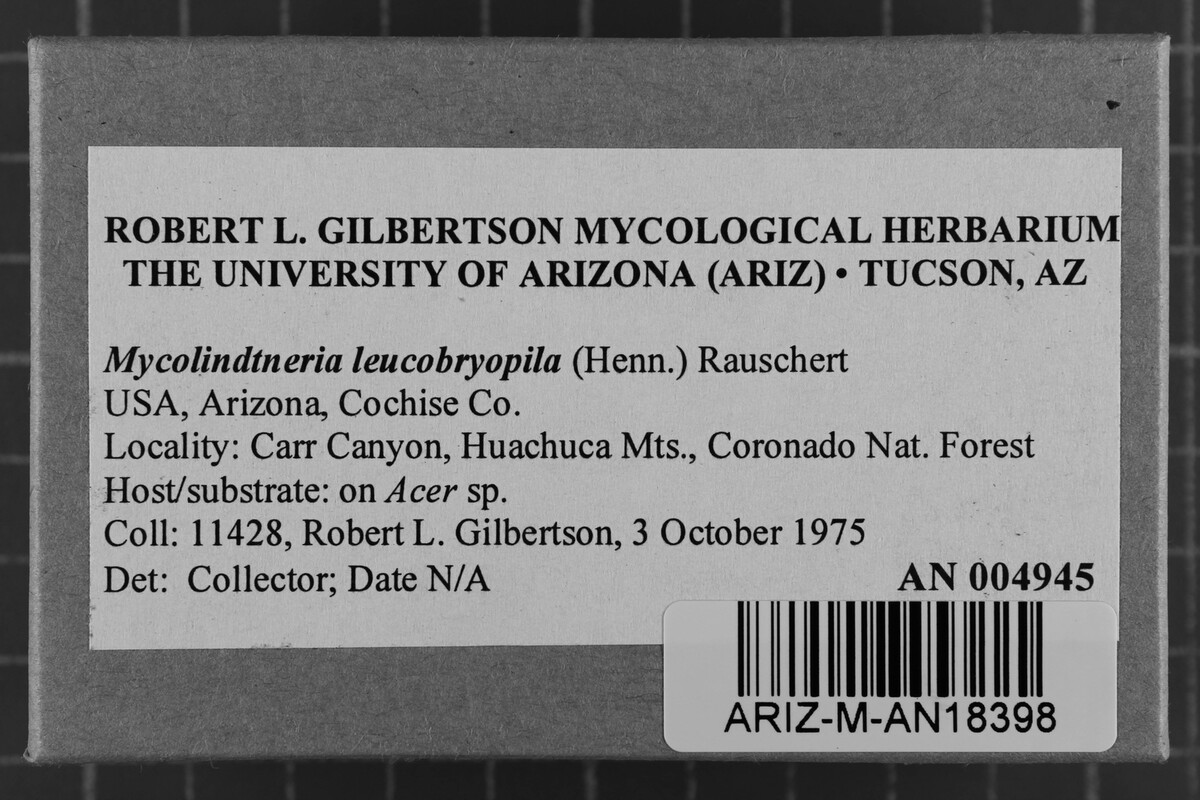 ROBERT L. GILBERTSON MYCOLOGICAL HERBARIUM
THE UNIVERSITY OF ARIZONA (ARIZ) • TUCSON, AZ
Mycolindtneria leucobryopila (Henn.) Rauschert
USA, Arizona, Cochise Co.
Locality: Carr Canyon, Huachuca Mts., Coronado Nat. Forest
Host/substrate: on Acer sp.
Coll: 11428, Robert L. Gilbertson, 3 October 1975
Det: Collector; Date N/A AN 004945
ARIZ-M-AN18398